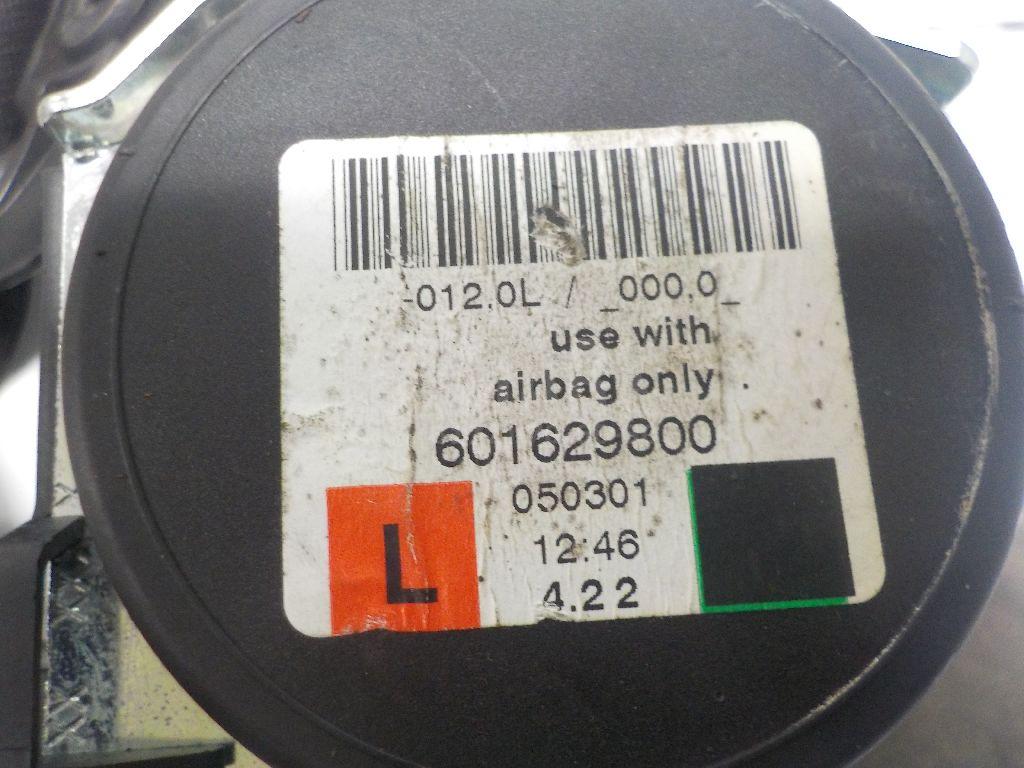 -012.0L / _000.0_
use with
airbag only
601629800
050301
L
12:46
4.22